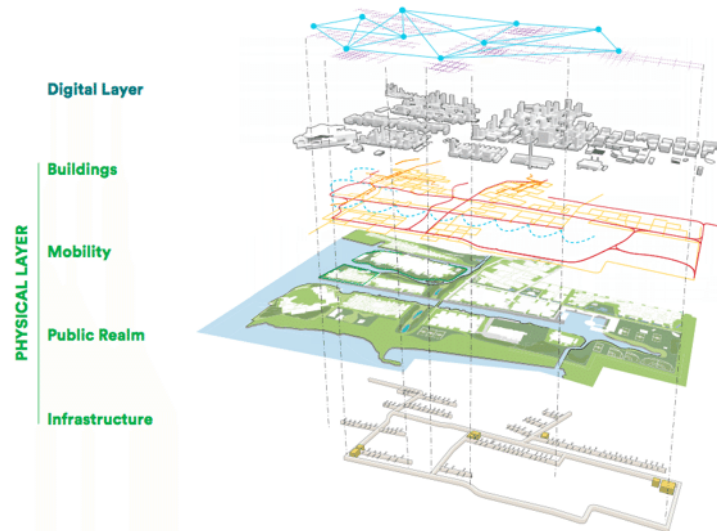 Digital Layer
Buildings
Mobility
Public Realm
Infrastructure
PHYSICAL LAYER